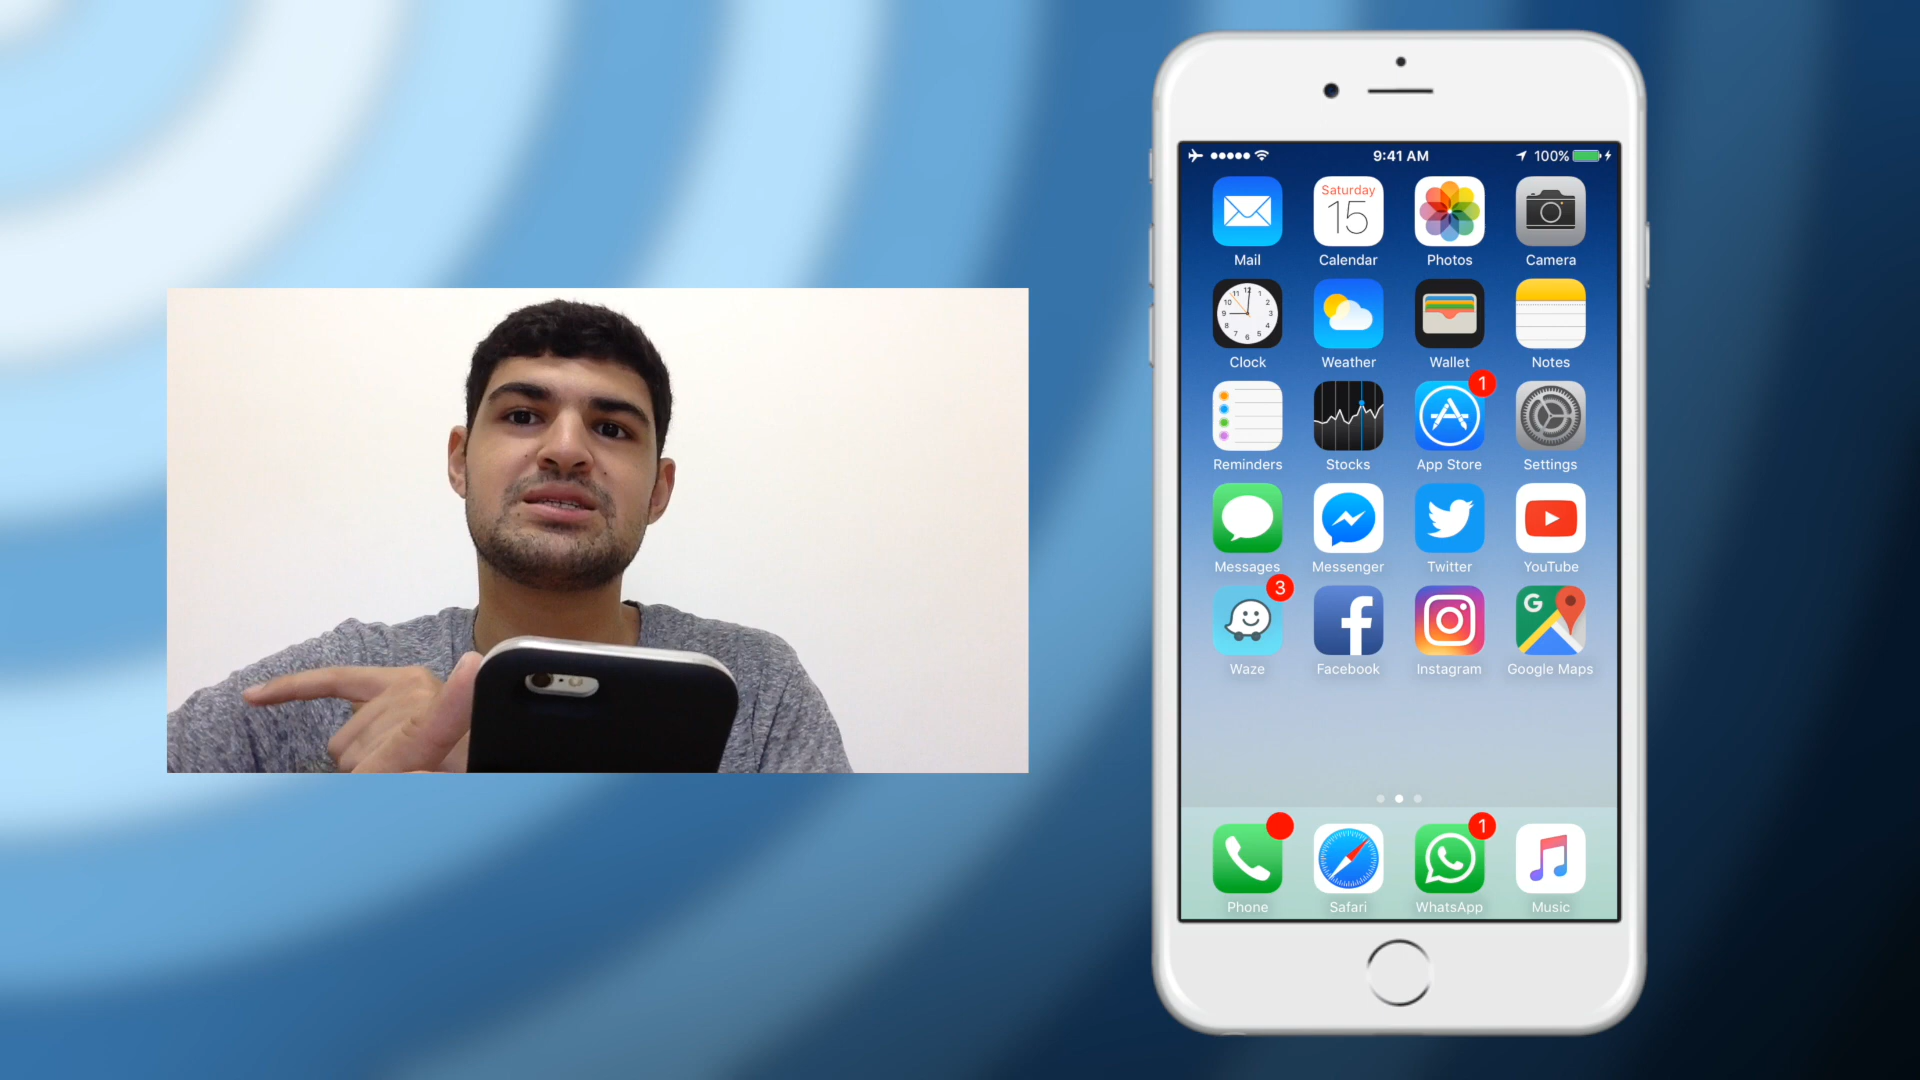 9:41 AM
100%
Saturday
15
Mail
Calendar
Photos
Camera
Clock
Weather
Wallet
Notes
1
Reminders
Stocks
App Store
Settings
Messages
Messenger
Twitter
YouTube
3
f
G
Waze
Facebook
Instagram
Google Maps
1
Phone
Safari
WhatsApp
Music